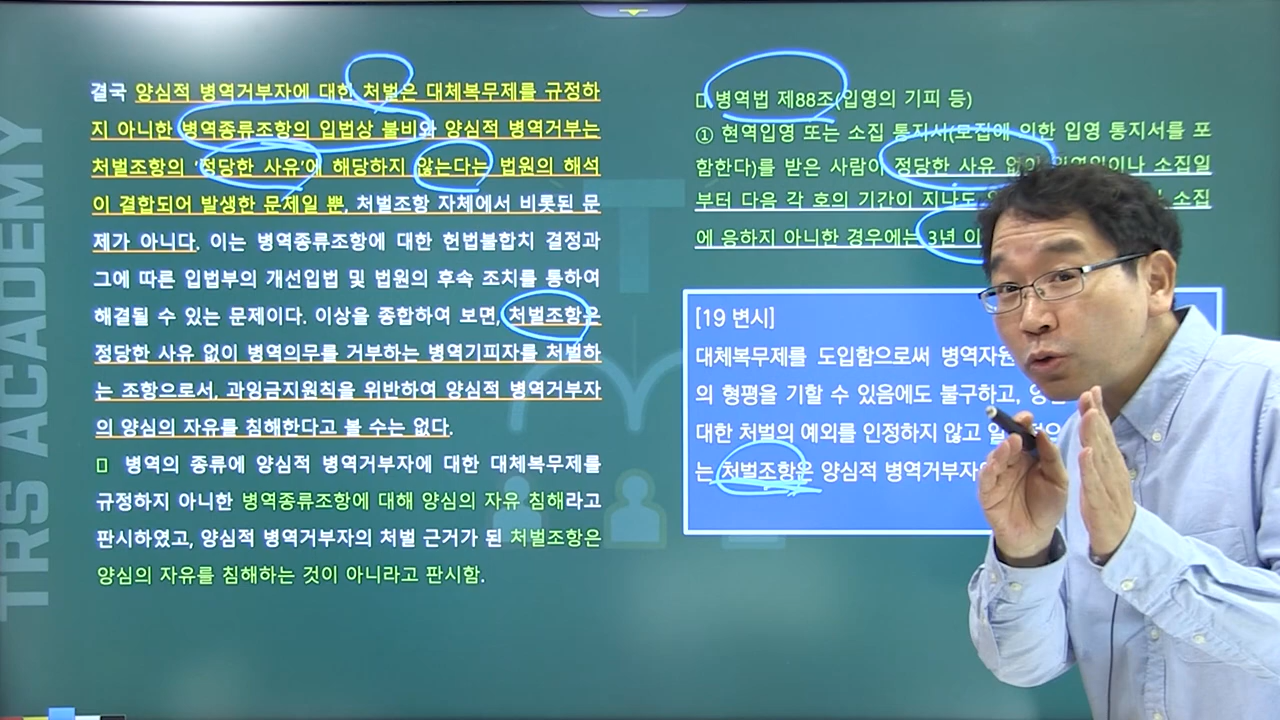 결국 양심적 병역거부자에 대한 처벌은 대체복무제를 규정하
지 아니한 병역종류조항의 입법상 불비와 양심적 병역거부는
처벌조항의 '정당한 사유'에 해당하지 않는다는 법원의 해석
이 결합되어 발생한 문제일 뿐, 처벌조항 자체에서 비롯된 문
제가 아니다. 이는 병역종류조항에 대한 헌법불합치 결정과
그에 따른 입법부의 개선입법 및 법원의 후속 조치를 통하여
해결될 수 있는 문제이다. 이상을 종합하여 보면, 처벌조항은
정당한 사유 없이 병역의무를 거부하는 병역기피자를 처벌하
는 조항으로서, 과잉금지원칙을 위반하여 양심적 병역거부자
의 양심의 자유를 침해한다고 볼 수는 없다.
병역의 종류에 양심적 병역거부자에 대한 대체복무제를
규정하지 아니한 병역종류조항에 대해 양심의 자유 침해라고
판시하였고, 양심적 병역거부자의 처벌 근거가 된 처벌조항은
양심의 자유를 침해하는 것이 아니라고 판시함.
병역법 제88조(입영의 기피 등)
① 현역입영 또는 소집 통지서(모집에 의한 입영 통지서를 포
함한다)를 받은 사람이 정당한 사유 없이 입영일이나 소집일
부터 다음 각 호의 기간이 지나도 소집
에 응하지 아니한 경우에는 3년
[19 변시]
대체복무제를 도입함으로써 병역자원
의 형평을 기할 수 있음에도 불구하고,
대한 처벌의 예외를 인정하지 않고
는 처벌조항은 양심적 병역거부자의
TRS ACADEMY